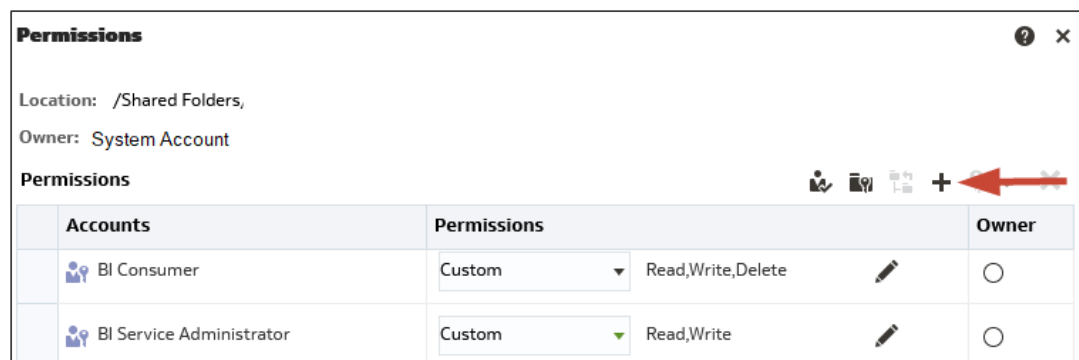 Permissions
Location: /Shared Folders,
Owner: System Account
Permissions
Accounts Permissions Owner
BI Consumer Custom Read,Write,Delete
BI Service Administrator Custom Read,Write